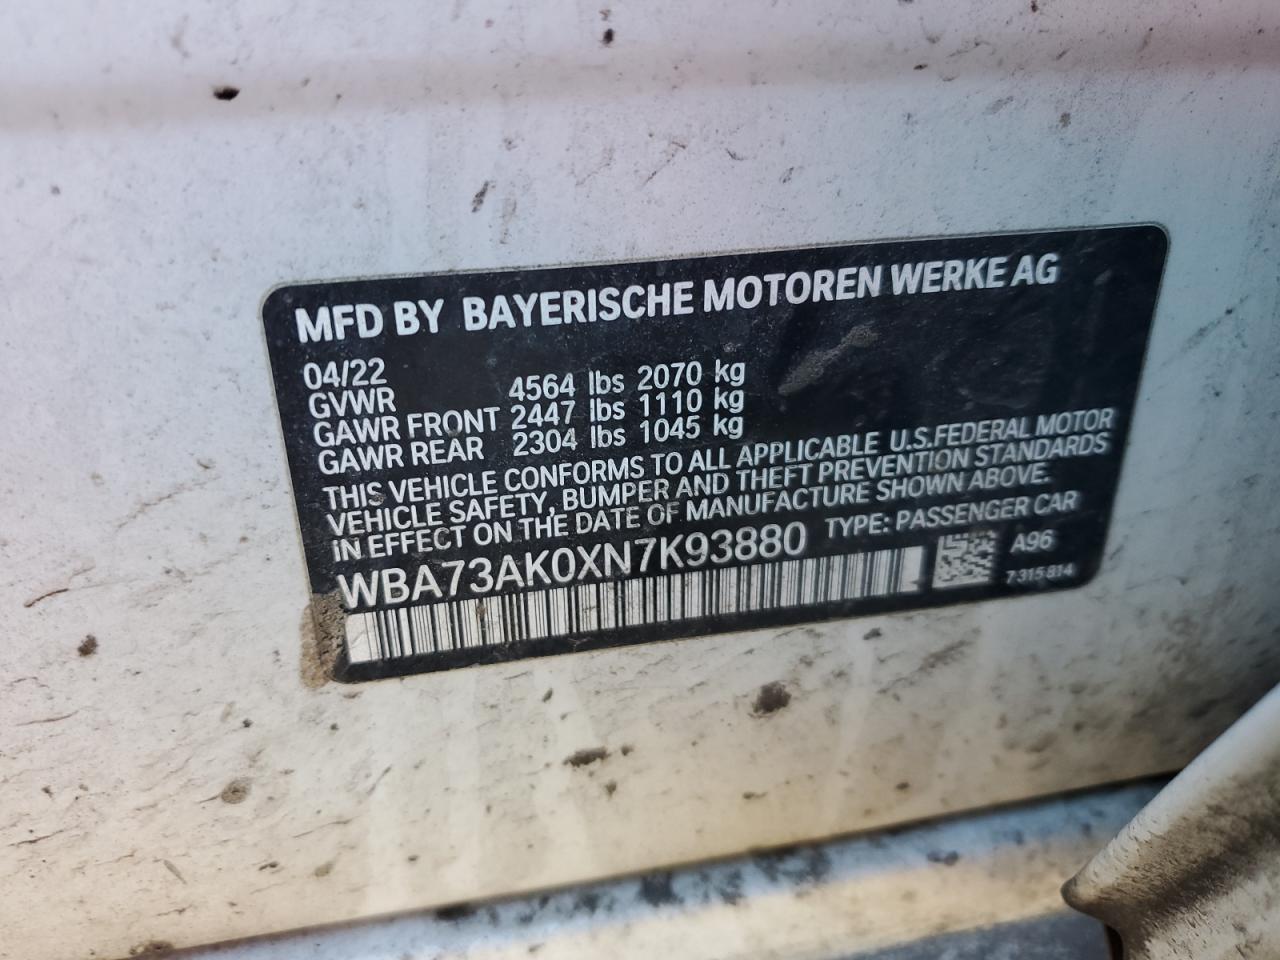 MFD BY BAYERISCHE MOTOREN WERKE AG
04/22
GVWR 4564 lbs 2070 kg
GAWR FRONT 2447 lbs 1110 kg
GAWR REAR 2304 lbs 1045 kg
THIS VEHICLE CONFORMS TO ALL APPLICABLE U.S.FEDERAL MOTOR
VEHICLE SAFETY, BUMPER AND THEFT PREVENTION STANDARDS
IN EFFECT ON THE DATE OF MANUFACTURE SHOWN ABOVE.
WBA73AK0XN7K93880 TYPE: PASSENGER CAR
A96
7 315 814